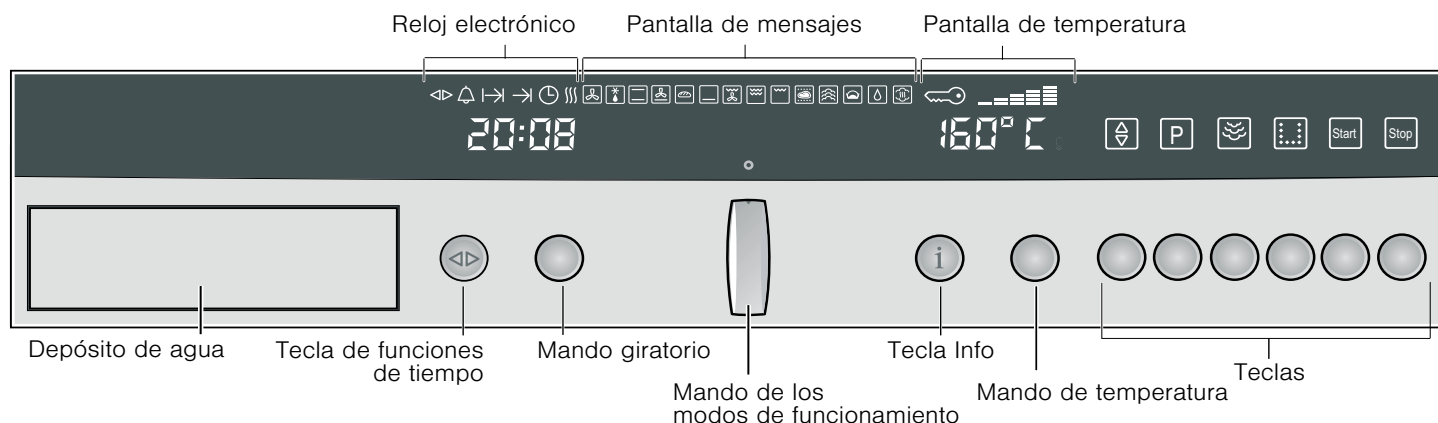 Reloj electrónico Pantalla de mensajes Pantalla de temperatura
20:08 160°C P Start Stop
i
Depósito de agua Tecla de funciones de tiempo Mando giratorio Tecla Info Teclas
Mando de los modos de funcionamiento Mando de temperatura